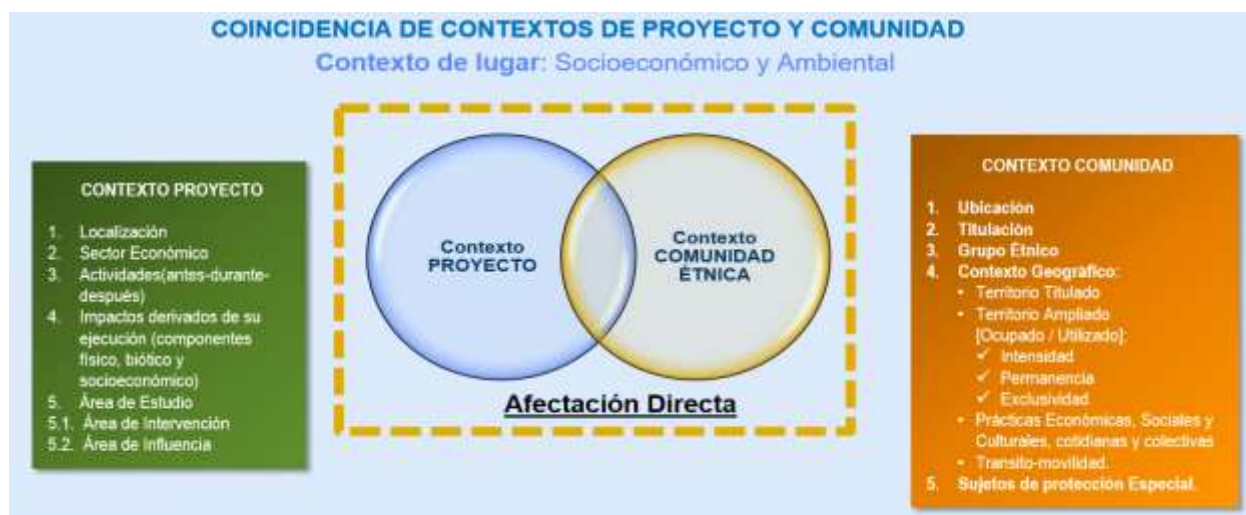 COINCIDENCIA DE CONTEXTOS DE PROYECTO Y COMUNIDAD
Contexto de lugar: Socioeconómico y Ambiental
CONTEXTO PROYECTO
1. Localización
2. Sector Económico
3. Actividades(antes-durante-
después)
4. Impactos derivados de su
ejecución (componentes
físico, biótico y
socioeconómico)
5. Área de Estudio
5.1. Área de Intervención
5.2. Área de Influencia
Contexto
PROYECTO
Contexto
COMUNIDAD
ÉTNICA
Afectación Directa
CONTEXTO COMUNIDAD
1. Ubicación
2. Titulación
3. Grupo Étnico
4. Contexto Geográfico:
• Territorio Titulado
• Territorio Ampliado
[Ocupado / Utilizado]:
✓ Intensidad
✓ Permanencia
✓ Exclusividad
• Prácticas Económicas, Sociales y
Culturales, cotidianas y colectivas
• Transito-movilidad.
5. Sujetos de protección Especial.